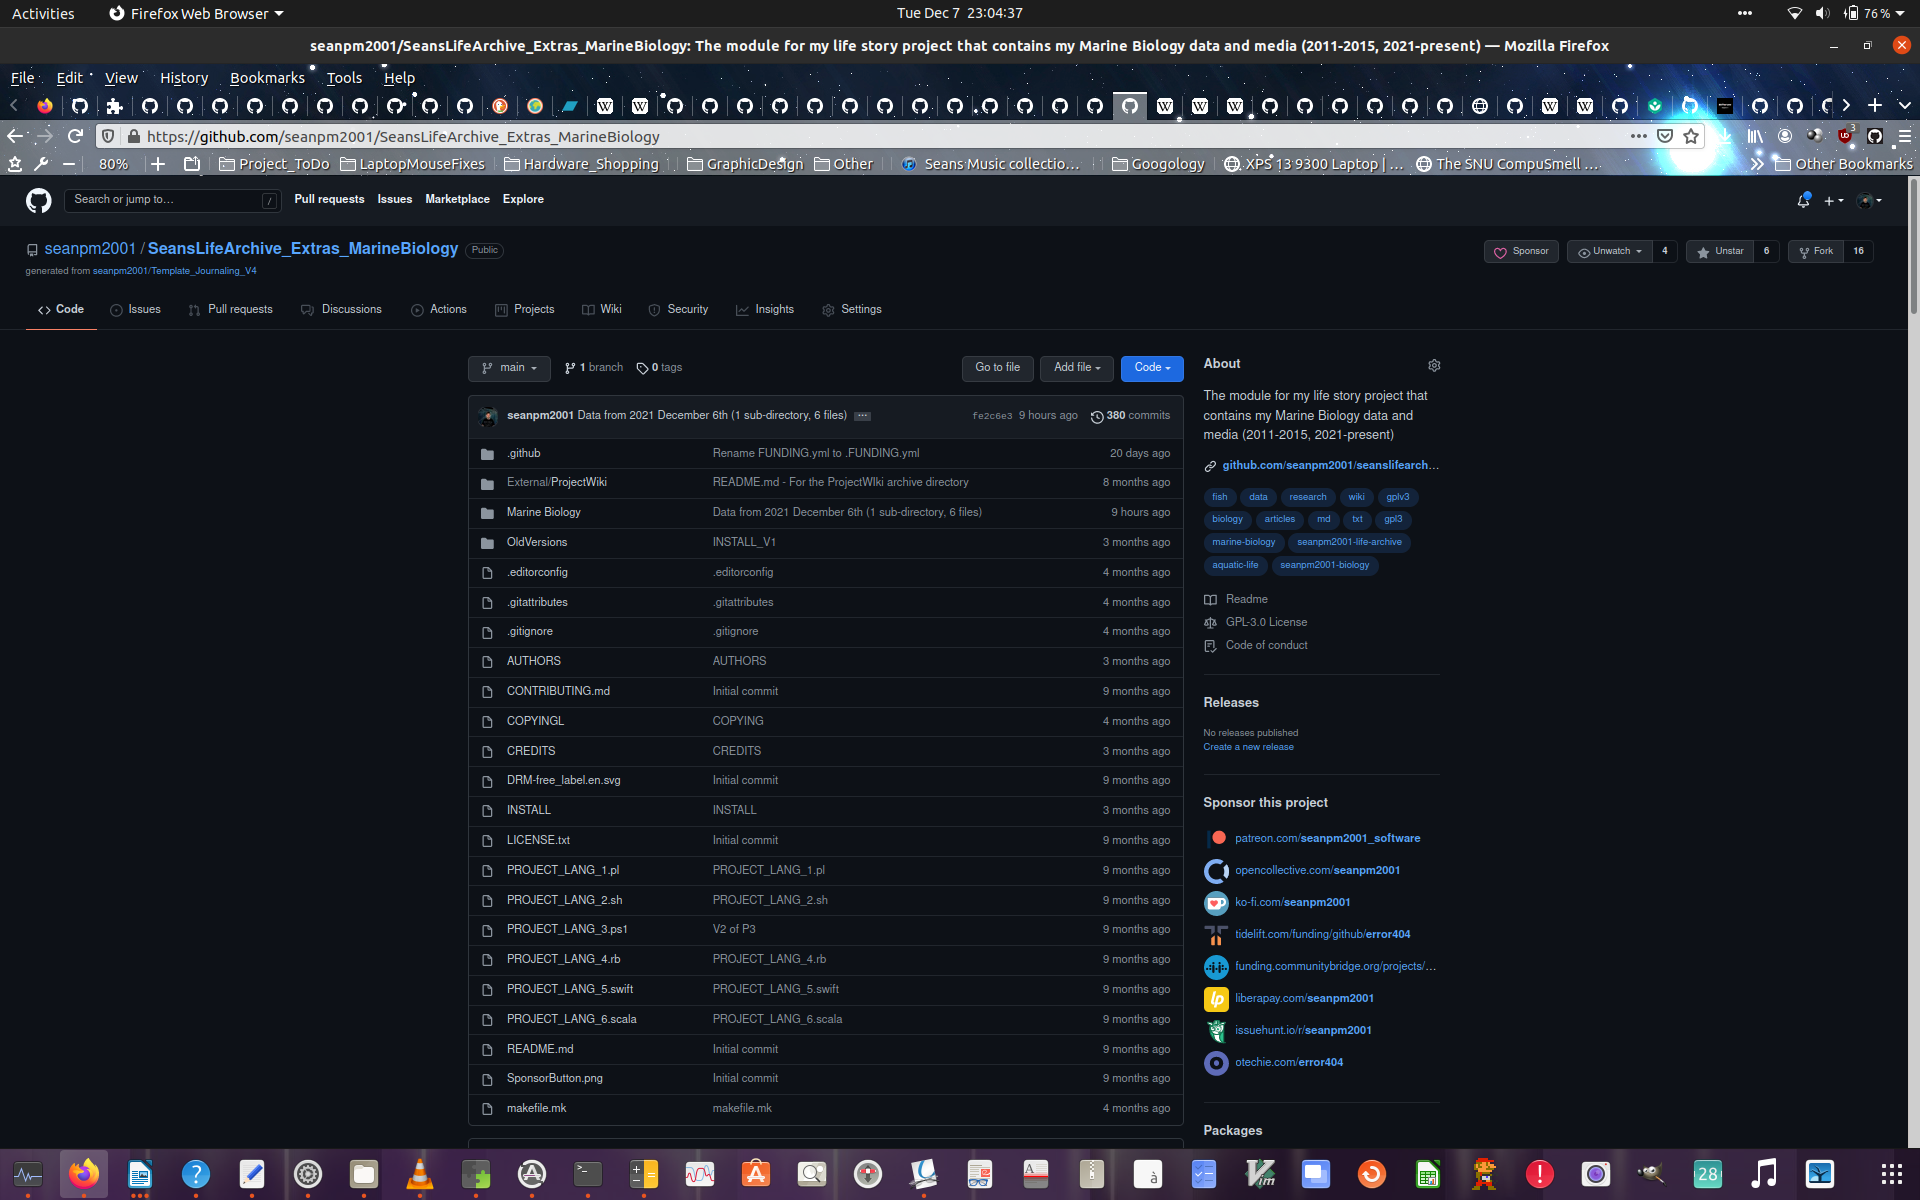 Activities Firefox Web Browser Tue Dec 7 23:04:37 76%
seanpm2001/SeansLifeArchive_Extras_MarineBiology: The module for my life story project that contains my Marine Biology data and media (2011-2015, 2021-present) — Mozilla Firefox
File Edit View History Bookmarks Tools Help
https://github.com/seanpm2001/SeansLifeArchive_Extras_MarineBiology 3
80% Project_ToDo LaptopMouseFixes Hardware_Shopping GraphicDesign Other Seans Music collectio… Googology XPS 13 9300 Laptop | … The SNU CompuSmell … Other Bookmarks
Search or jump to… / Pull requests Issues Marketplace Explore
seanpm2001 / SeansLifeArchive_Extras_MarineBiology Public Sponsor Unwatch 4 Unstar 6 Fork 16
generated from seanpm2001/Template_Journaling_V4
Code Issues Pull requests Discussions Actions Projects Wiki Security Insights Settings
main 1 branch 0 tags Go to file Add file Code
seanpm2001 Data from 2021 December 6th (1 sub-directory, 6 files) … fe2c6e3 9 hours ago 380 commits
.github Rename FUNDING.yml to .FUNDING.yml 20 days ago
External/ProjectWiki README.md - For the ProjectWIki archive directory 8 months ago
Marine Biology Data from 2021 December 6th (1 sub-directory, 6 files) 9 hours ago
OldVersions INSTALL_V1 3 months ago
.editorconfig .editorconfig 4 months ago
.gitattributes .gitattributes 4 months ago
.gitignore .gitignore 4 months ago
AUTHORS AUTHORS 3 months ago
CONTRIBUTING.md Initial commit 9 months ago
COPYINGL COPYING 4 months ago
CREDITS CREDITS 3 months ago
DRM-free_label.en.svg Initial commit 9 months ago
INSTALL INSTALL 3 months ago
LICENSE.txt Initial commit 9 months ago
PROJECT_LANG_1.pl PROJECT_LANG_1.pl 9 months ago
PROJECT_LANG_2.sh PROJECT_LANG_2.sh 9 months ago
PROJECT_LANG_3.ps1 V2 of P3 9 months ago
PROJECT_LANG_4.rb PROJECT_LANG_4.rb 9 months ago
PROJECT_LANG_5.swift PROJECT_LANG_5.swift 9 months ago
PROJECT_LANG_6.scala PROJECT_LANG_6.scala 9 months ago
README.md Initial commit 9 months ago
SponsorButton.png Initial commit 9 months ago
makefile.mk makefile.mk 4 months ago
About
The module for my life story project that
contains my Marine Biology data and
media (2011-2015, 2021-present)
github.com/seanpm2001/seanslifearch…
fish data research wiki gplv3
biology articles md txt gpl3
marine-biology seanpm2001-life-archive
aquatic-life seanpm2001-biology
Readme
GPL-3.0 License
Code of conduct
Releases
No releases published
Create a new release
Sponsor this project
patreon.com/seanpm2001_software
opencollective.com/seanpm2001
ko-fi.com/seanpm2001
tidelift.com/funding/github/error404
funding.communitybridge.org/projects/…
liberapay.com/seanpm2001
issuehunt.io/r/seanpm2001
otechie.com/error404
Packages
28